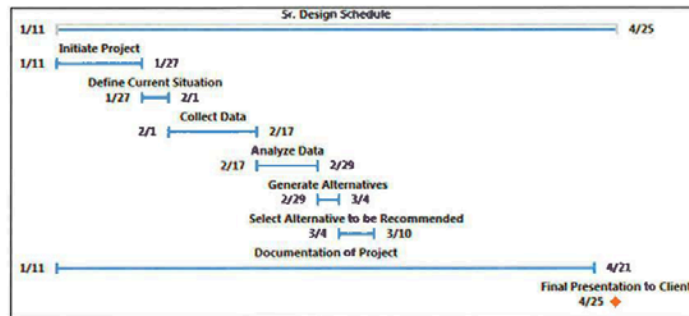 Sr. Design Schedule
1/11 4/25
Initiate Project
1/11 1/27
Define Current Situation
1/27 2/1
Collect Data
2/1 2/17
Analyze Data
2/17 2/29
Generate Alternatives
2/29 3/4
Select Alternative to be Recommended
3/4 3/10
Documentation of Project
1/11 4/21
Final Presentation to Client
4/25